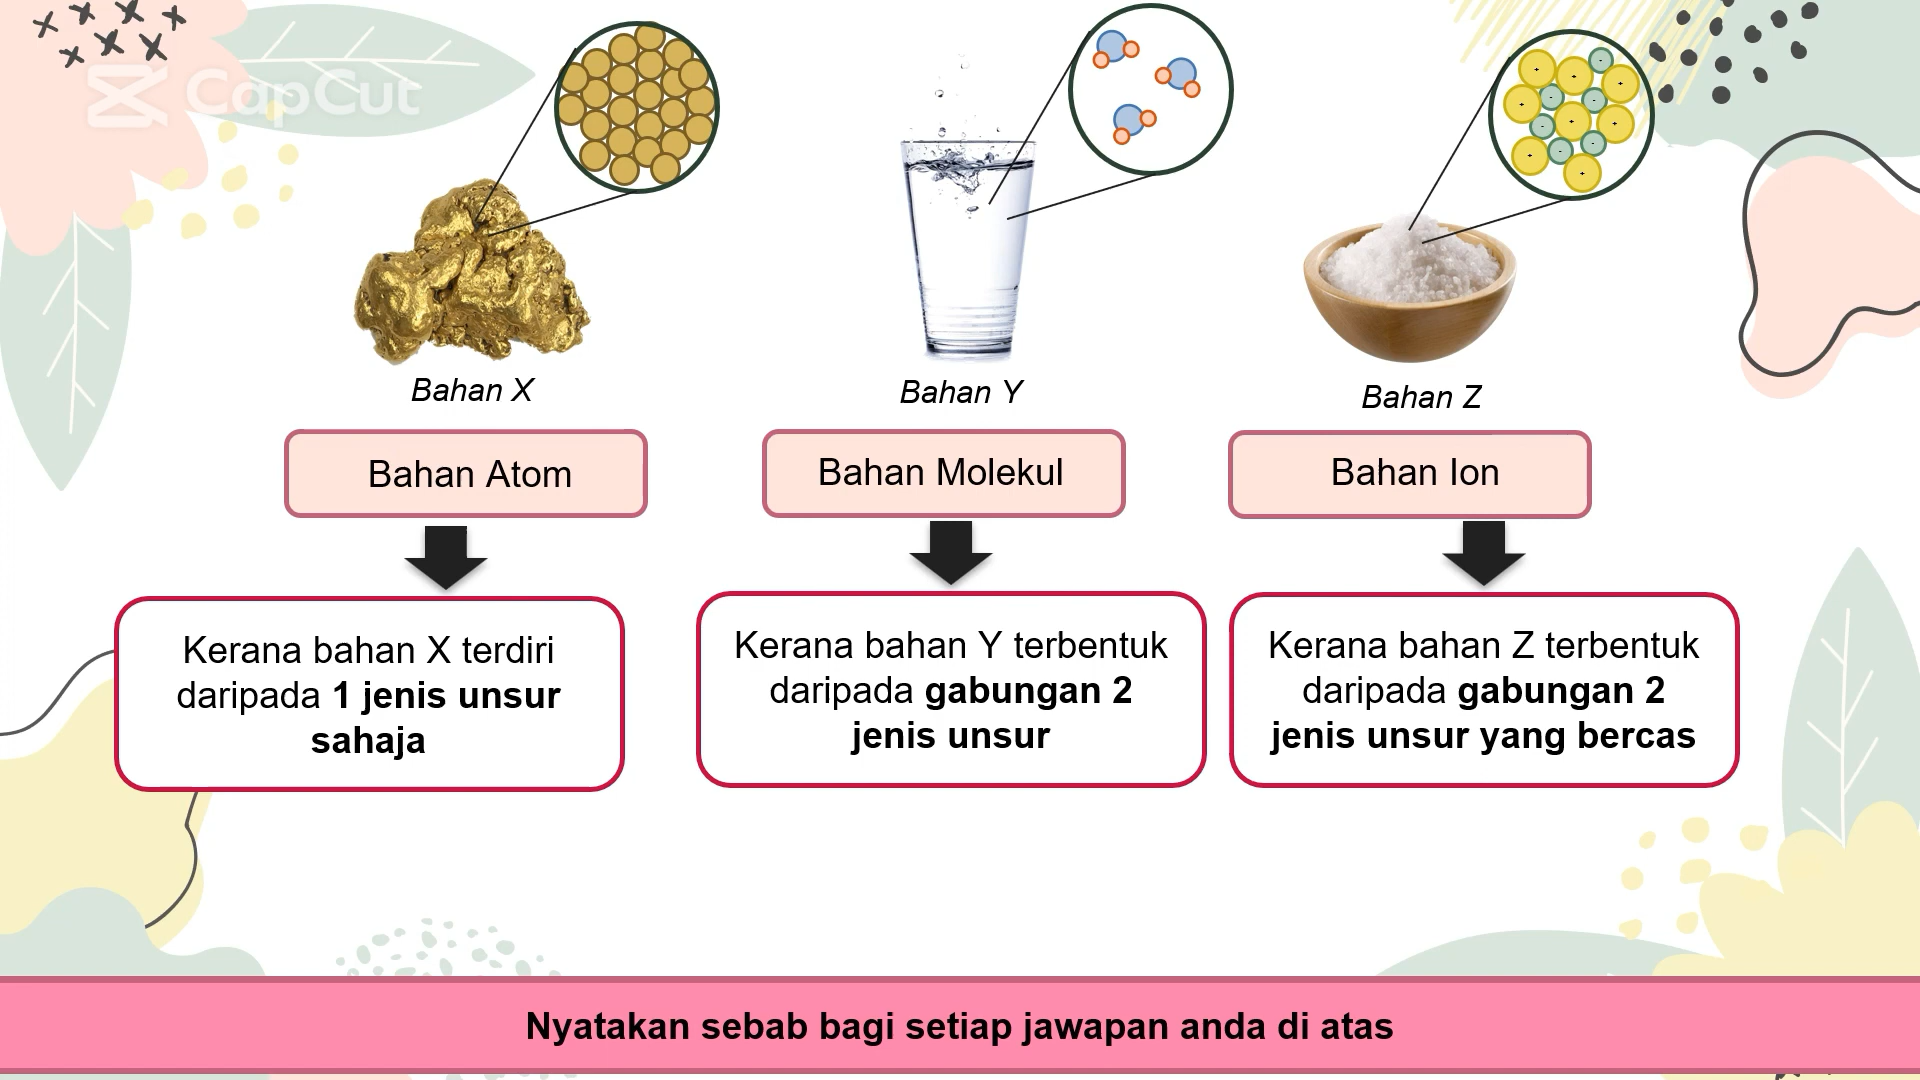 CapCut
Bahan X
Bahan Y
Bahan Z
Bahan Atom
Bahan Molekul
Bahan Ion
Kerana bahan X terdiri
daripada 1 jenis unsur
sahaja
Kerana bahan Y terbentuk
daripada gabungan 2
jenis unsur
Kerana bahan Z terbentuk
daripada gabungan 2
jenis unsur yang bercas
Nyatakan sebab bagi setiap jawapan anda di atas